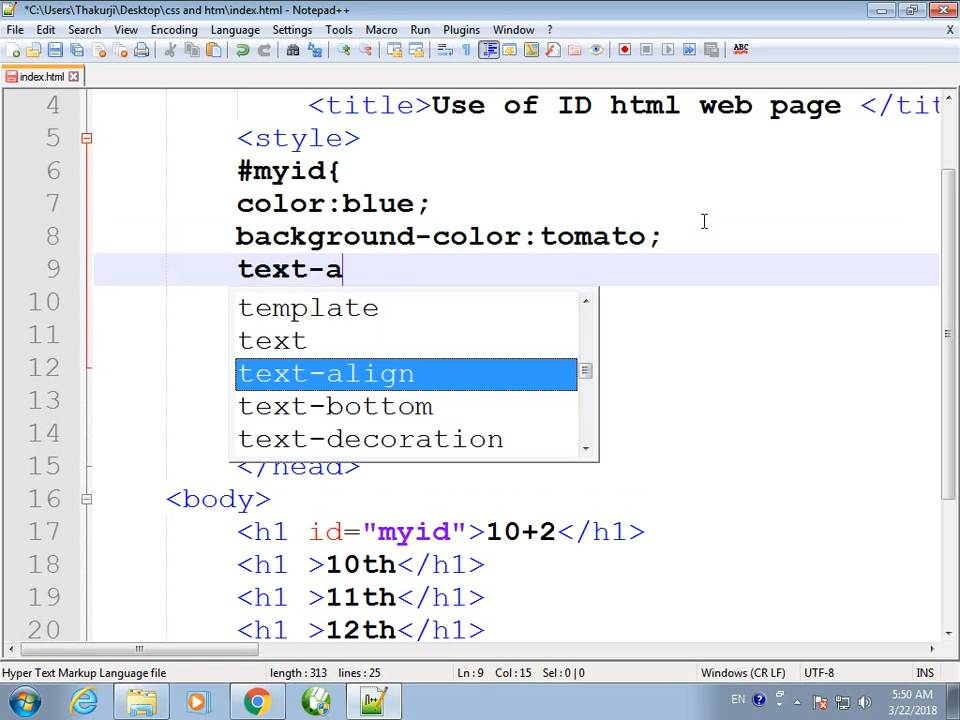 *C:\Users\Thakurji\Desktop\css and htm\index.html - Notepad++
File Edit Search View Encoding Language Settings Tools Macro Run Plugins Window ? X
ABC
index.html
4 <title>Use of ID html web page </tit
5 <style>
6 #myid{
7 color:blue;
8 background-color:tomato;
9 text-a
10 template
11 text
12 text-align
13 text-bottom
14 text-decoration
15 </head>
16 <body>
17 <h1 id="myid">10+2</h1>
18 <h1 >10th</h1>
19 <h1 >11th</h1>
20 <h1 >12th</h1>
Hyper Text Markup Language file length : 313 lines : 25 Ln : 9 Col : 15 Sel : 0 | 0 Windows (CR LF) UTF-8 INS
EN
5:50 AM
3/22/2018